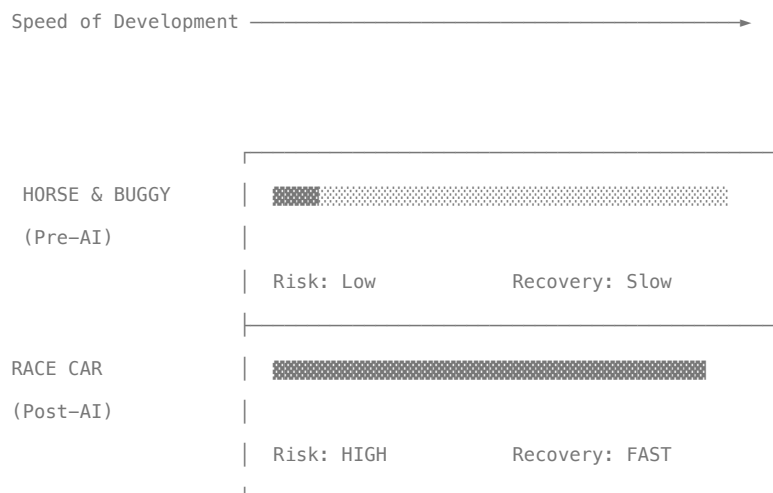 Speed of Development
HORSE & BUGGY
(Pre-AI)
Risk: Low Recovery: Slow
RACE CAR
(Post-AI)
Risk: HIGH Recovery: FAST